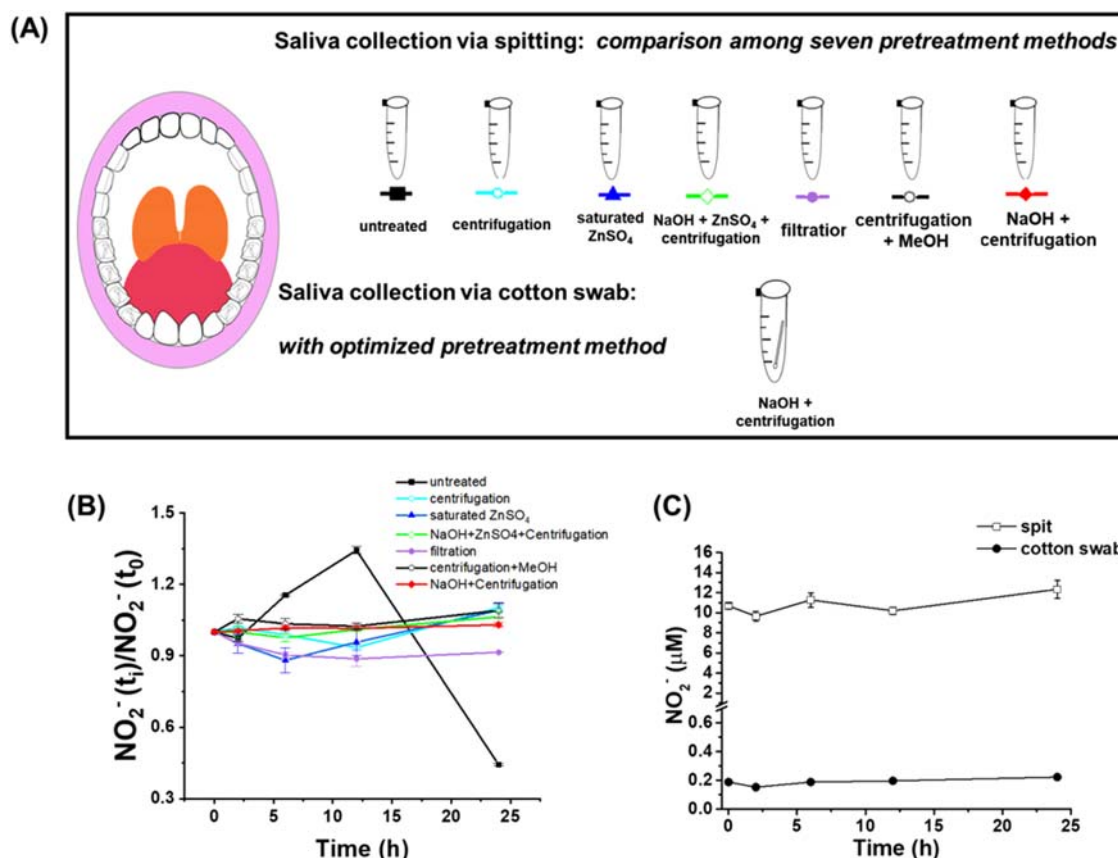 (A)
Saliva collection via spitting: comparison among seven pretreatment methods
untreated
centrifugation
saturated
ZnSO₄
NaOH + ZnSO₄ +
centrifugation
filtratior
centrifugation
+ MeOH
NaOH +
centrifugation
Saliva collection via cotton swab:
with optimized pretreatment method
NaOH +
centrifugation
(B)
untreated
centrifugation
saturated ZnSO₄
NaOH+ZnSO4+Centrifugation
filtration
centrifugation+MeOH
NaOH+Centrifugation
NO₂⁻ (tᵢ)/NO₂⁻ (t₀)
1.5
1.2
0.9
0.6
0.3
0 5 10 15 20 25
Time (h)
(C)
spit
cotton swab
NO₂⁻ (μM)
16
14
12
10
8
6
4
2
0.6
0.4
0.2
0.0
0 5 10 15 20 25
Time (h)